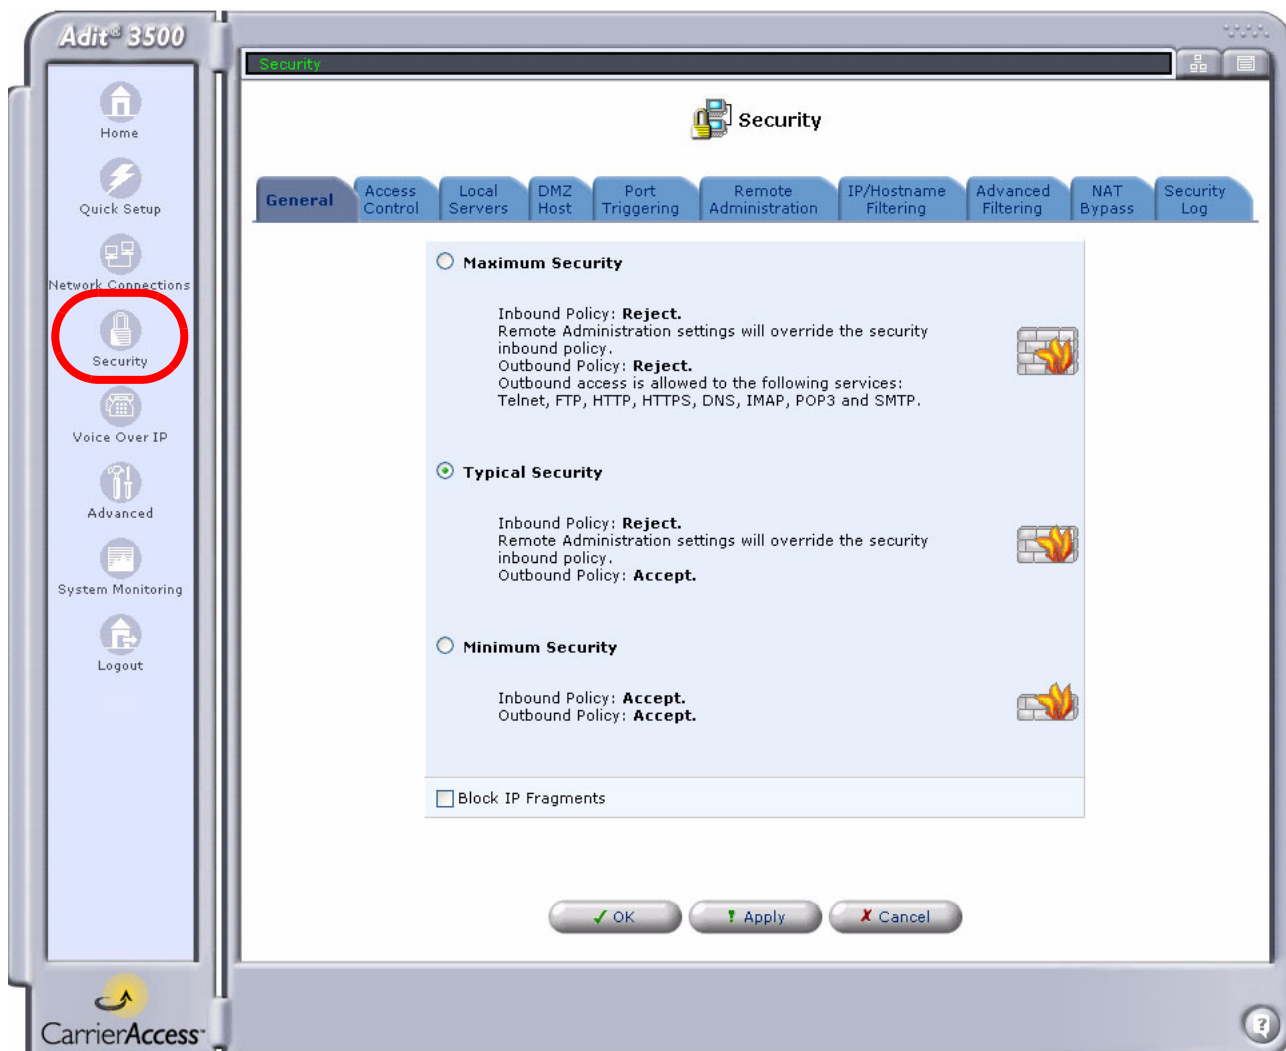 Adit® 3500
Home
Quick Setup
Network Connections
Security
Voice Over IP
Advanced
System Monitoring
Logout
CarrierAccess™
Security
Security
General
Access
Control
Local
Servers
DMZ
Host
Port
Triggering
Remote
Administration
IP/Hostname
Filtering
Advanced
Filtering
NAT
Bypass
Security
Log
Maximum Security
Inbound Policy: Reject.
Remote Administration settings will override the security
inbound policy.
Outbound Policy: Reject.
Outbound access is allowed to the following services:
Telnet, FTP, HTTP, HTTPS, DNS, IMAP, POP3 and SMTP.
Typical Security
Inbound Policy: Reject.
Remote Administration settings will override the security
inbound policy.
Outbound Policy: Accept.
Minimum Security
Inbound Policy: Accept.
Outbound Policy: Accept.
Block IP Fragments
OK
Apply
Cancel
?